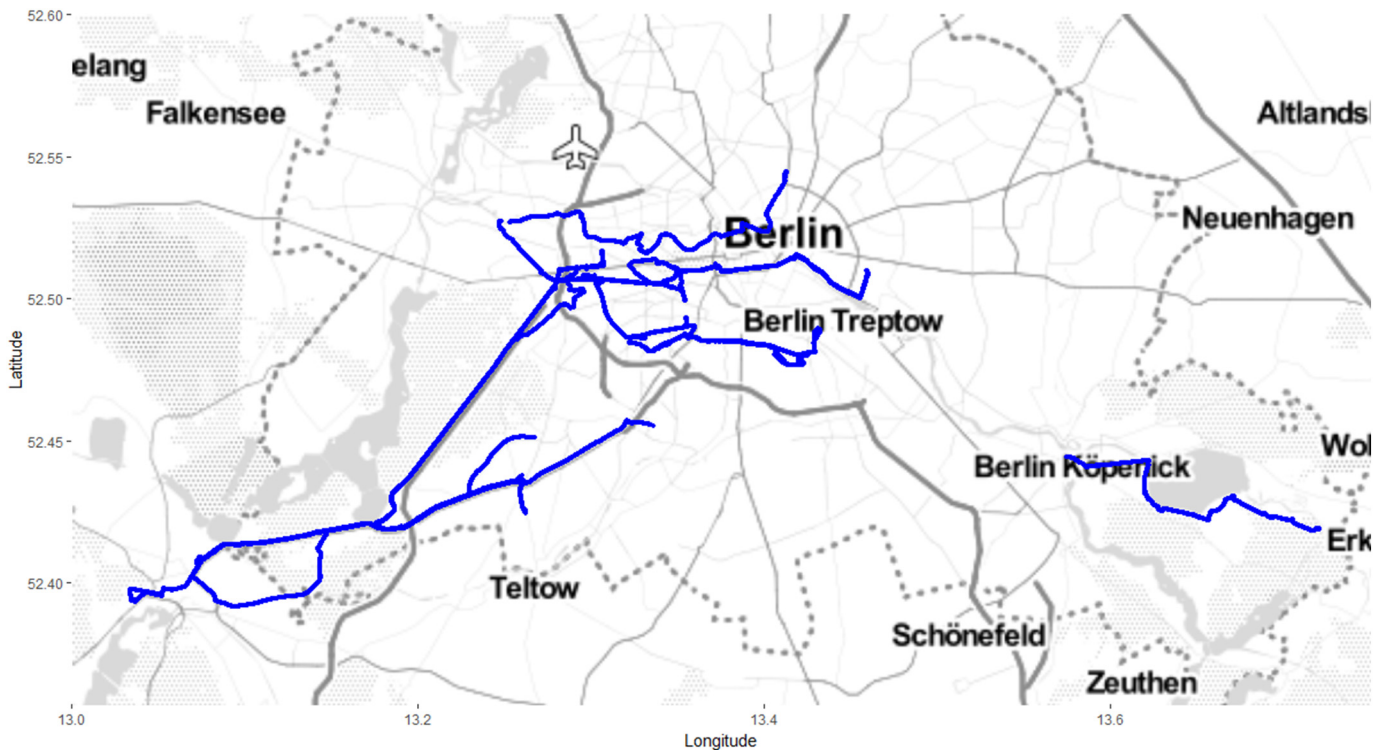 52.60
elang
Falkensee
Altlandsl
52.55
Neuenhagen
Berlin
52.50
Berlin Treptow
Latitude
52.45
Wol
Berlin Köpenick
Erk
52.40
Teltow
Schönefeld
Zeuthen
13.0
13.2
13.4
13.6
Longitude